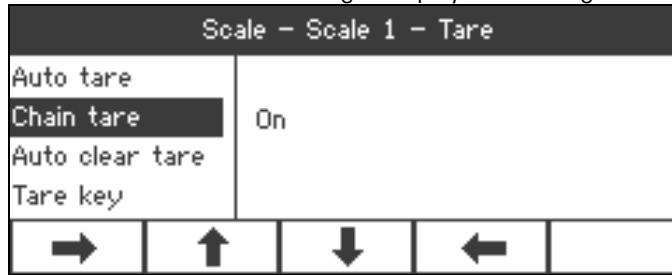 Scale – Scale 1 – Tare
Auto tare
Chain tare
On
Auto clear tare
Tare key